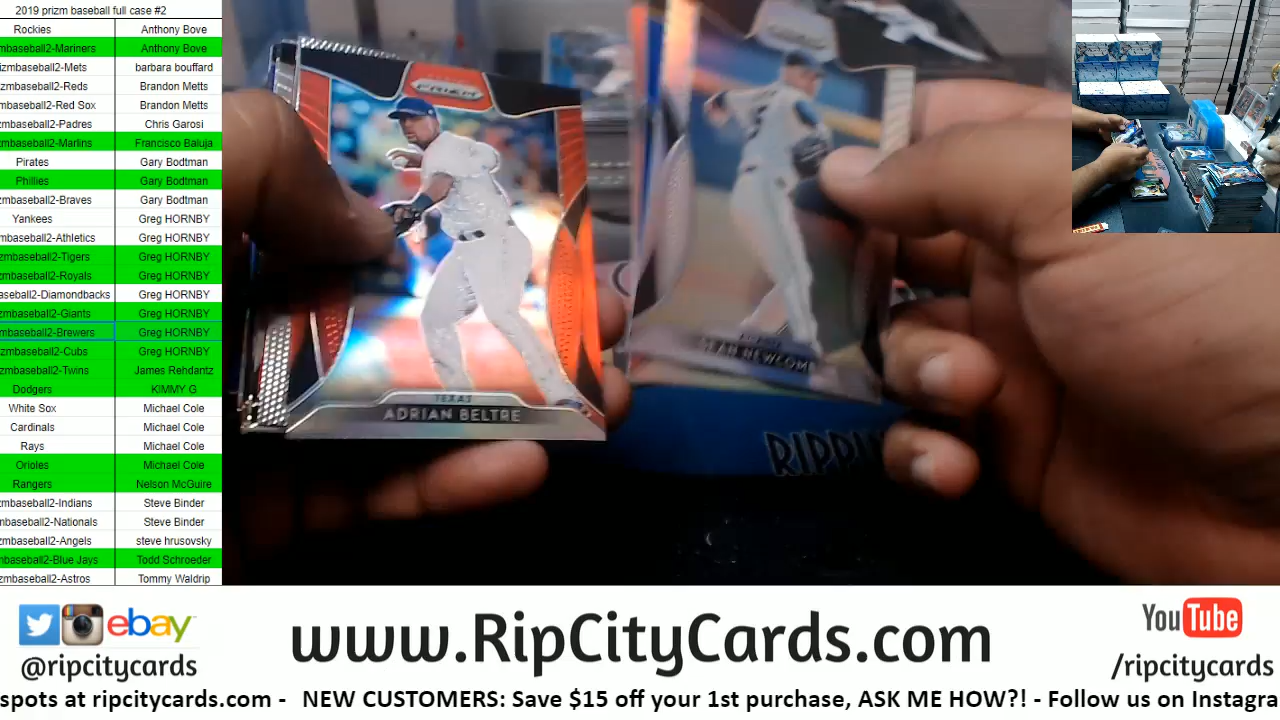 2019 prizm baseball full case #2
Rockies Anthony Bove
zmbaseball2-Mariners Anthony Bove
izmbaseball2-Mets barbara bouffard
izmbaseball2-Reds Brandon Metts
mbaseball2-Red Sox Brandon Metts
zmbaseball2-Padres Chris Garosi
zmbaseball2-Marlins Francisco Baluja
Pirates Gary Bodtman
Phillies Gary Bodtman
mbaseball2-Braves Gary Bodtman
Yankees Greg HORNBY
mbaseball2-Athletics Greg HORNBY
zmbaseball2-Tigers Greg HORNBY
zmbaseball2-Royals Greg HORNBY
aseball2-Diamondbacks Greg HORNBY
zmbaseball2-Giants Greg HORNBY
mbaseball2-Brewers Greg HORNBY
zmbaseball2-Cubs Greg HORNBY
zmbaseball2-Twins James Rehdantz
Dodgers KIMMY G
White Sox Michael Cole
Cardinals Michael Cole
Rays Michael Cole
Orioles Michael Cole
Rangers Nelson McGuire
zmbaseball2-Indians Steve Binder
mbaseball2-Nationals Steve Binder
zmbaseball2-Angels steve hrusovsky
mbaseball2-Blue Jays Todd Schroeder
zmbaseball2-Astros Tommy Waldrip
PRIZM
TEXAS
ADRIAN BELTRE
SEAN NEWCOMB
RIPPIN
ebay
@ripcitycards
www.RipCityCards.com
YouTube
/ripcitycards
spots at ripcitycards.com - NEW CUSTOMERS: Save $15 off your 1st purchase, ASK ME HOW?! - Follow us on Instagra